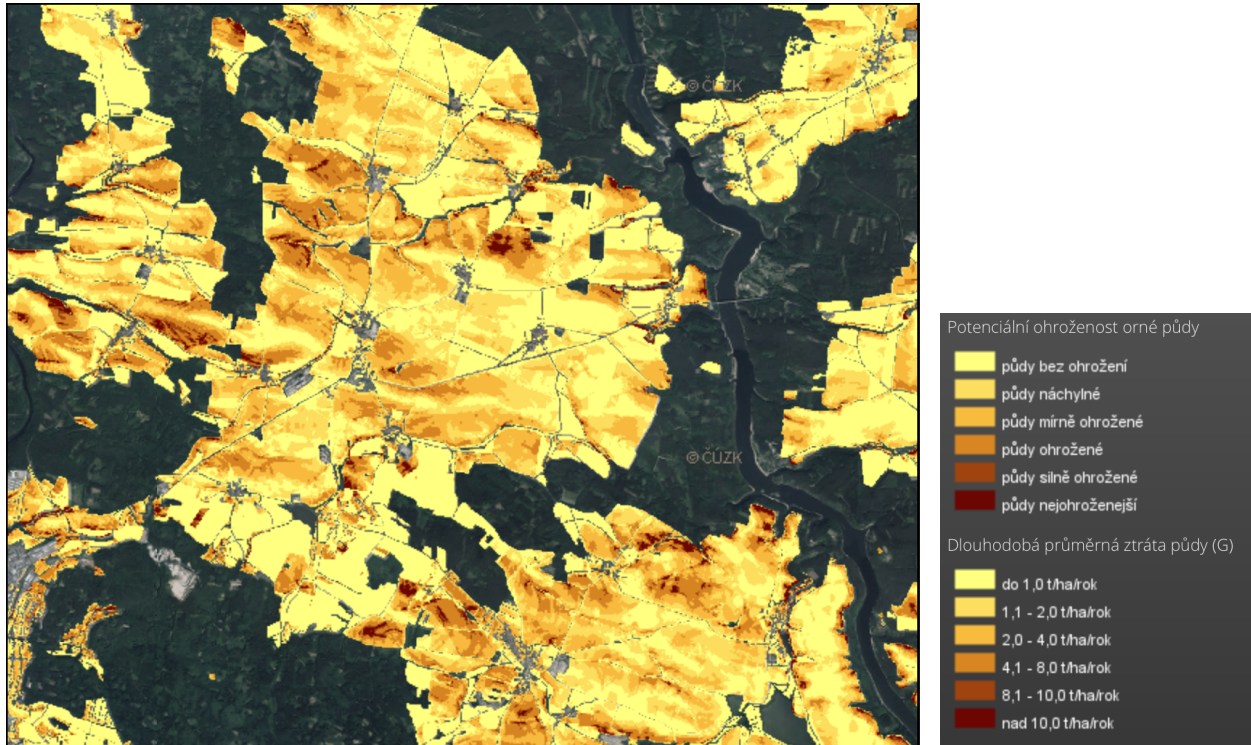 © ČÚZK
© ČÚZK
Potenciální ohroženost orné půdy
půdy bez ohrožení
půdy náchylné
půdy mírně ohrožené
půdy ohrožené
půdy silně ohrožené
půdy nejohroženejší
Dlouhodobá průměrná ztráta půdy (G)
do 1,0 t/ha/rok
1,1 - 2,0 t/ha/rok
2,0 - 4,0 t/ha/rok
4,1 - 8,0 t/ha/rok
8,1 - 10,0 t/ha/rok
nad 10,0 t/ha/rok